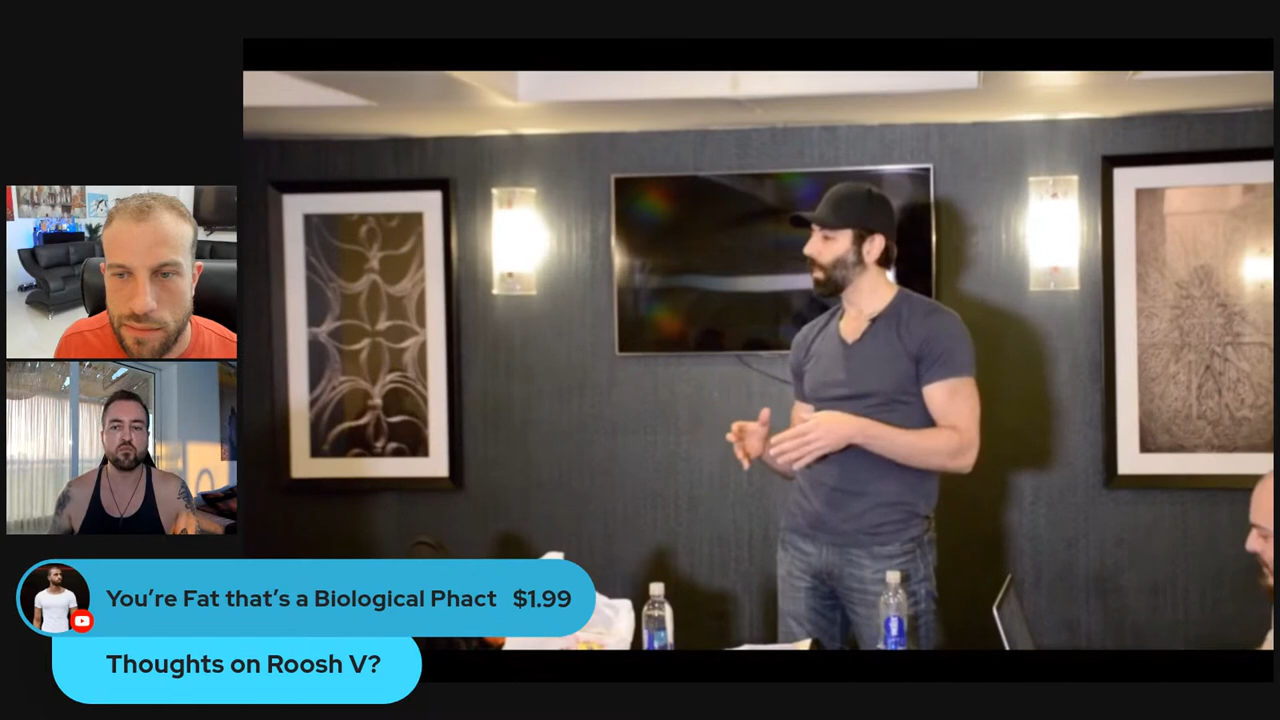 You’re Fat that’s a Biological Phact $1.99
Thoughts on Roosh V?